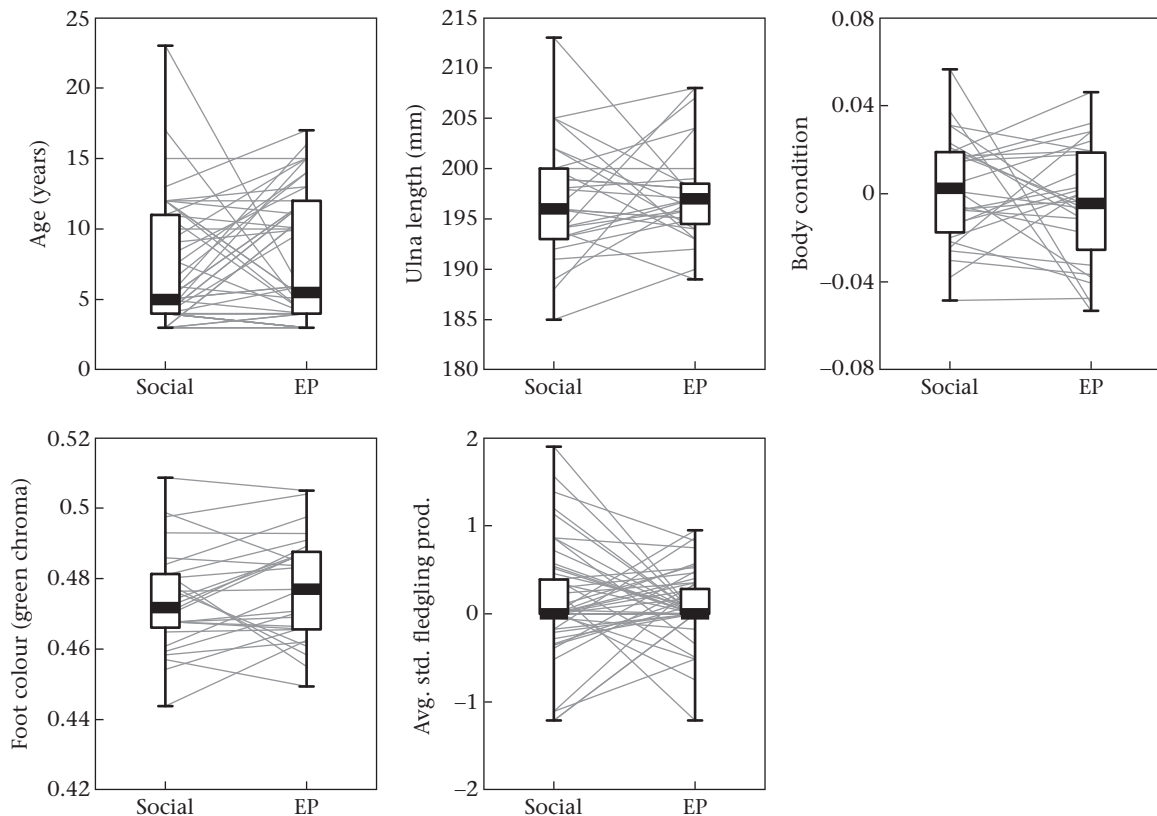 25
20
15
10
5
0
Age (years)
Social
EP
215
210
205
200
195
190
185
180
Ulna length (mm)
Social
EP
0.08
0.04
0
−0.04
−0.08
Body condition
Social
EP
0.52
0.5
0.48
0.46
0.44
0.42
Foot colour (green chroma)
Social
EP
2
1
0
−1
−2
Avg. std. fledgling prod.
Social
EP